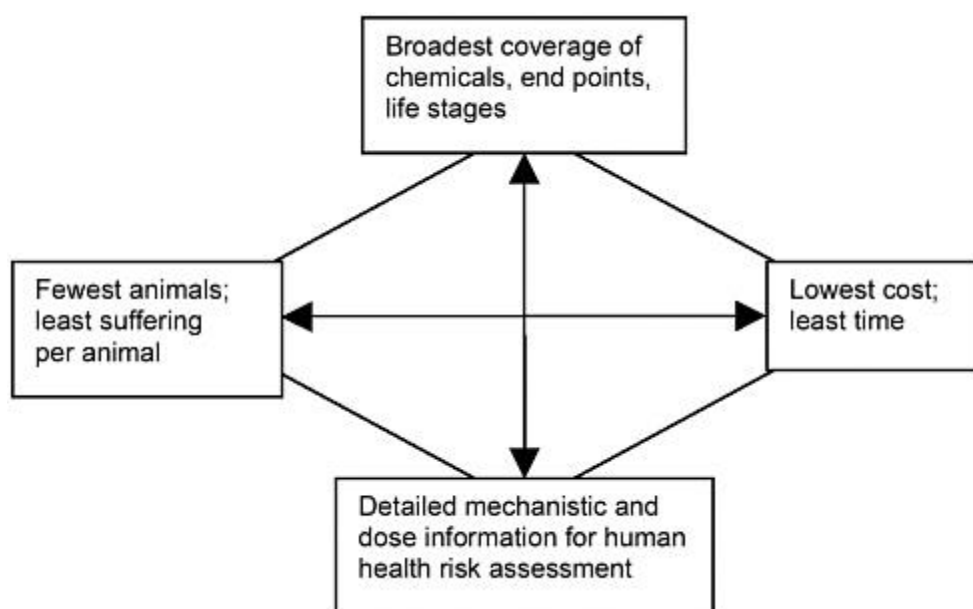 Broadest coverage of
chemicals, end points,
life stages
Fewest animals;
least suffering
per animal
Lowest cost;
least time
Detailed mechanistic and
dose information for human
health risk assessment